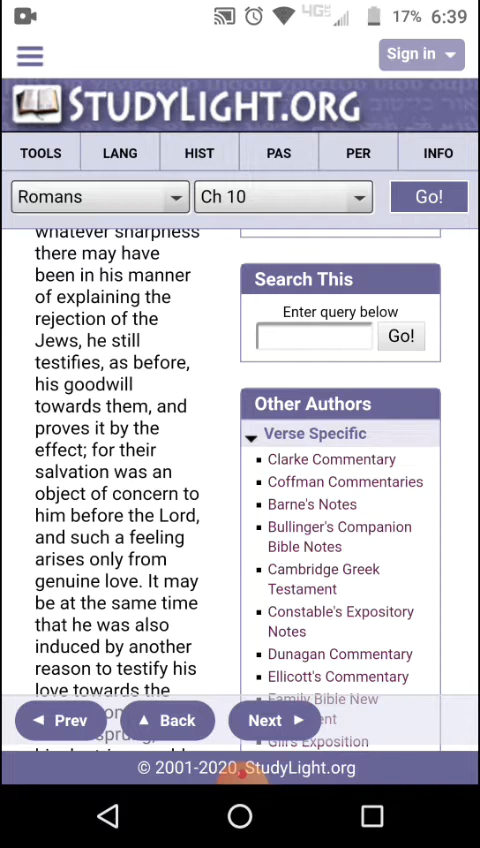 4G
17% 6:39
Sign in
STUDYLIGHT.ORG
TOOLS LANG HIST PAS PER INFO
Romans Ch 10 Go!
whatever sharpness
there may have
been in his manner
of explaining the
rejection of the
Jews, he still
testifies, as before,
his goodwill
towards them, and
proves it by the
effect; for their
salvation was an
object of concern to
him before the Lord,
and such a feeling
arises only from
genuine love. It may
be at the same time
that he was also
induced by another
reason to testify his
love towards the
Search This
Enter query below
Go!
Other Authors
Verse Specific
Clarke Commentary
Coffman Commentaries
Barne's Notes
Bullinger's Companion
Bible Notes
Cambridge Greek
Testament
Constable's Expository
Notes
Dunagan Commentary
Ellicott's Commentary
Family Bible New
Gill's Exposition
Prev Back Next
© 2001-2020, StudyLight.org